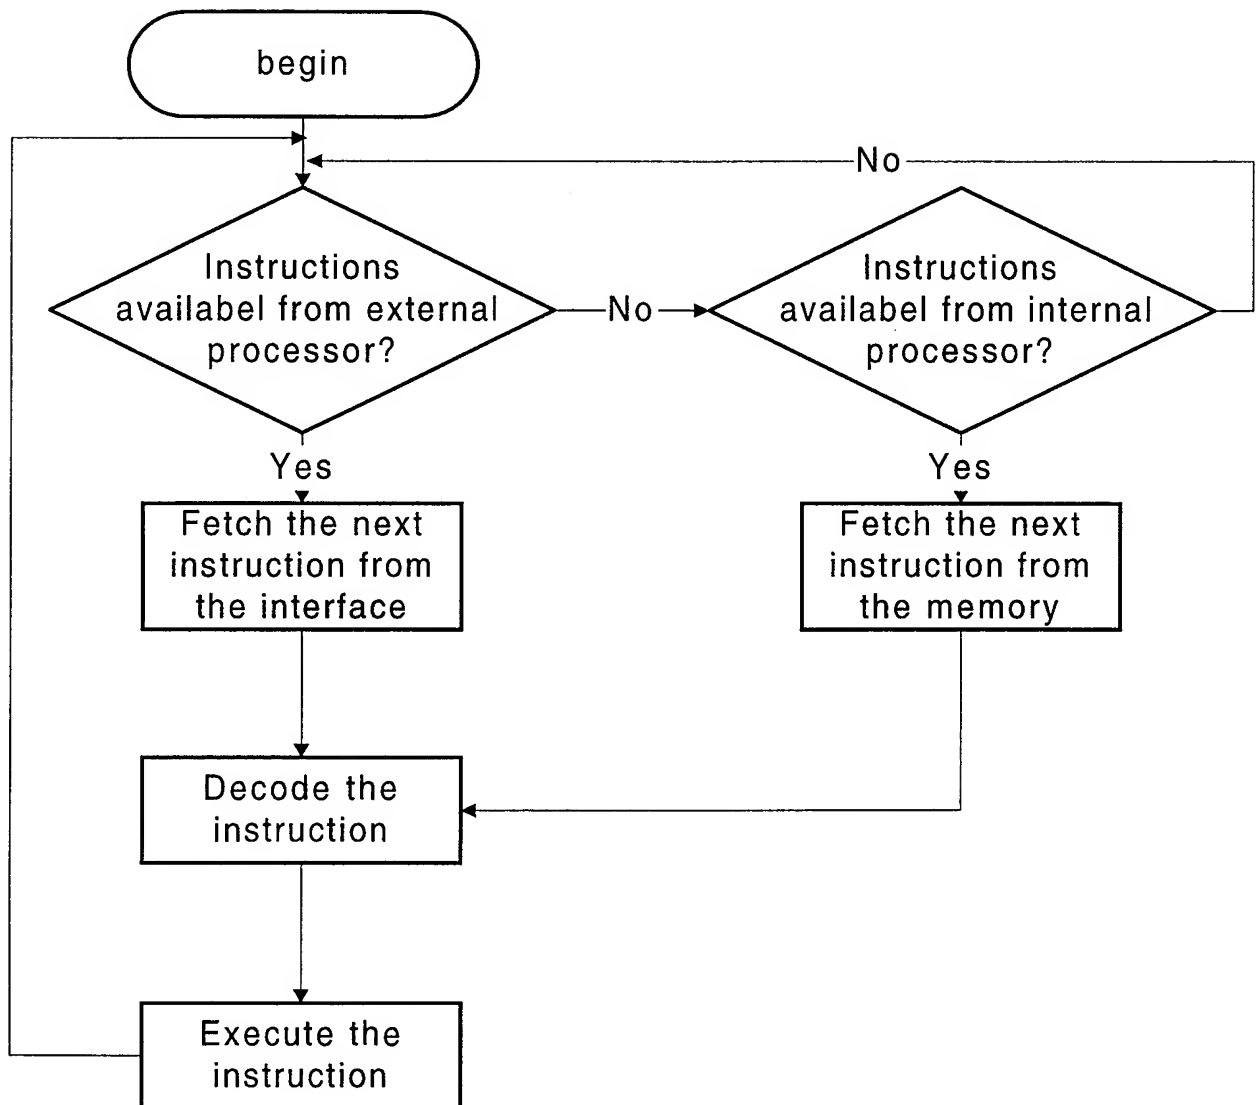 begin
No
Instructions
availabel from external
processor?
No
Instructions
availabel from internal
processor?
Yes
Yes
Fetch the next
instruction from
the interface
Fetch the next
instruction from
the memory
Decode the
instruction
Execute the
instruction